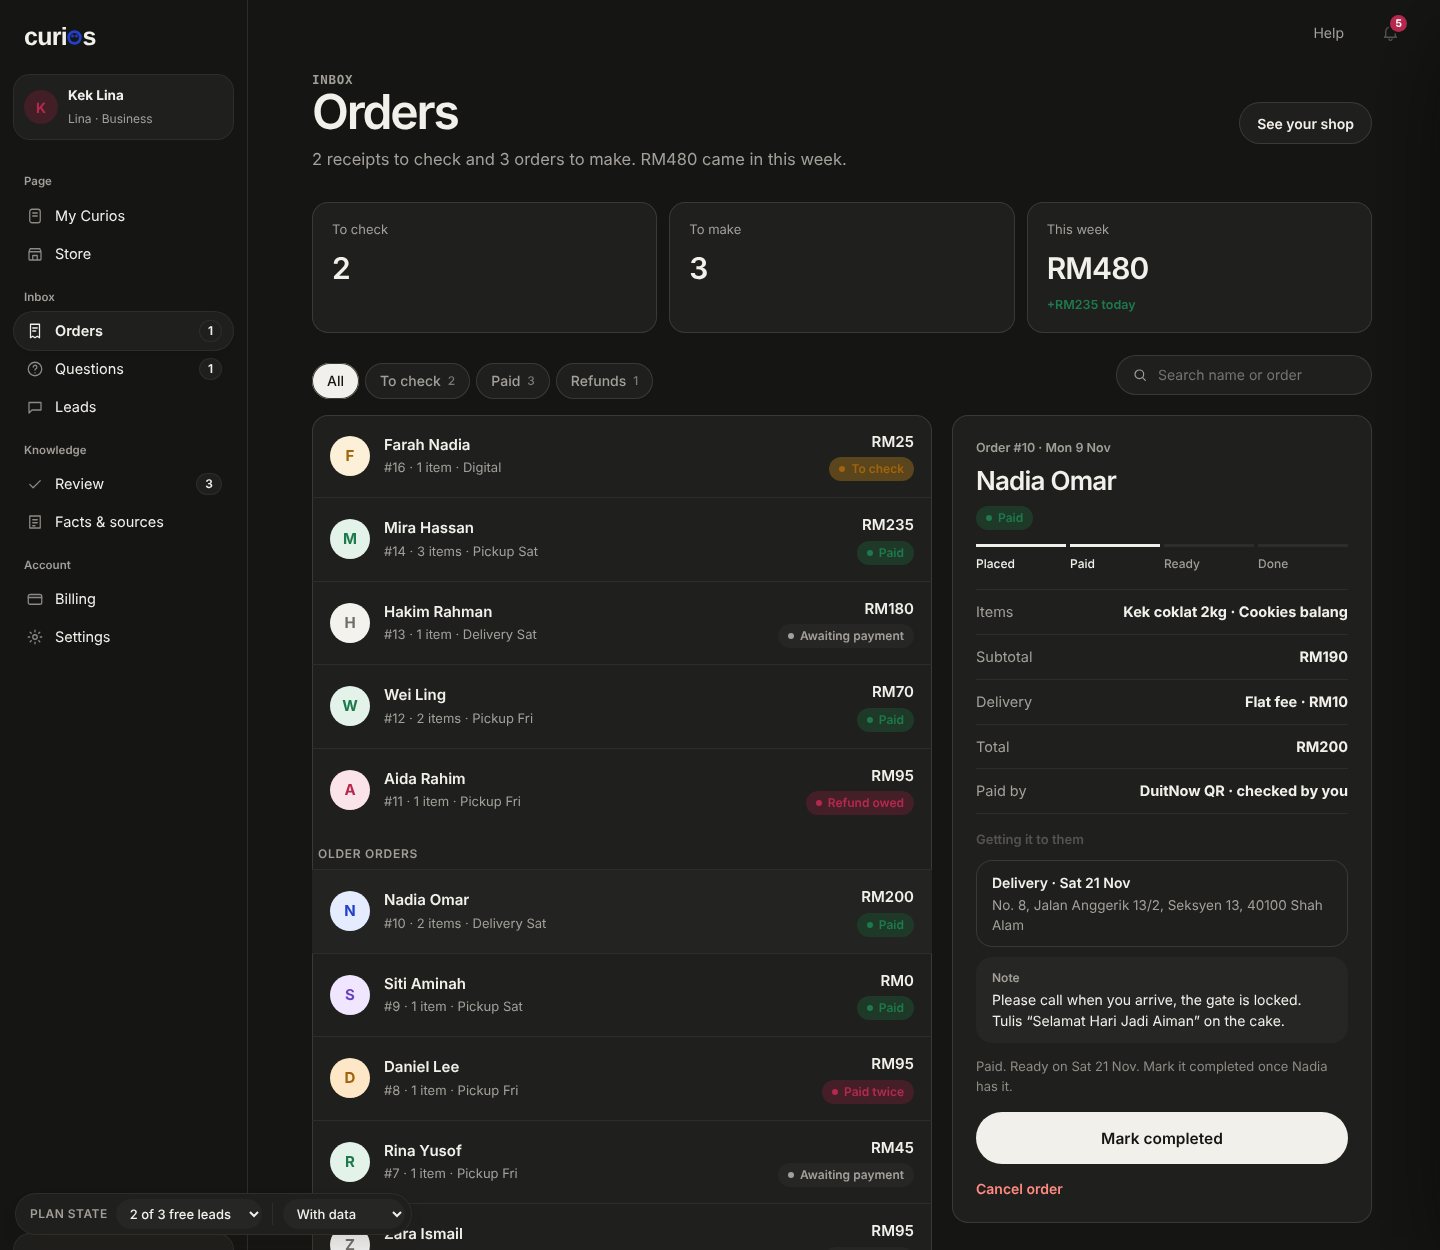 curios
Help
5
K
Kek Lina
Lina · Business
Page
My Curios
Store
Inbox
Orders 1
Questions 1
Leads
Knowledge
Review 3
Facts & sources
Account
Billing
Settings
INBOX
Orders
2 receipts to check and 3 orders to make. RM480 came in this week.
See your shop
To check
2
To make
3
This week
RM480
+RM235 today
All
To check 2
Paid 3
Refunds 1
Search name or order
F
Farah Nadia
#16 · 1 item · Digital
RM25
To check
M
Mira Hassan
#14 · 3 items · Pickup Sat
RM235
Paid
H
Hakim Rahman
#13 · 1 item · Delivery Sat
RM180
Awaiting payment
W
Wei Ling
#12 · 2 items · Pickup Fri
RM70
Paid
A
Aida Rahim
#11 · 1 item · Pickup Fri
RM95
Refund owed
OLDER ORDERS
N
Nadia Omar
#10 · 2 items · Delivery Sat
RM200
Paid
S
Siti Aminah
#9 · 1 item · Pickup Sat
RM0
Paid
D
Daniel Lee
#8 · 1 item · Pickup Fri
RM95
Paid twice
R
Rina Yusof
#7 · 1 item · Pickup Fri
RM45
Awaiting payment
Z
Zara Ismail
RM95
Order #10 · Mon 9 Nov
Nadia Omar
Paid
Placed
Paid
Ready
Done
Items
Kek coklat 2kg · Cookies balang
Subtotal
RM190
Delivery
Flat fee · RM10
Total
RM200
Paid by
DuitNow QR · checked by you
Getting it to them
Delivery · Sat 21 Nov
No. 8, Jalan Anggerik 13/2, Seksyen 13, 40100 Shah
Alam
Note
Please call when you arrive, the gate is locked.
Tulis “Selamat Hari Jadi Aiman” on the cake.
Paid. Ready on Sat 21 Nov. Mark it completed once Nadia
has it.
Mark completed
Cancel order
PLAN STATE
2 of 3 free leads
With data